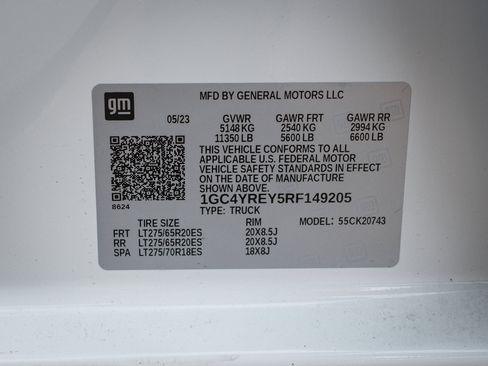 gm
MFD BY GENERAL MOTORS LLC
05/23 GVWR GAWR FRT GAWR RR
5148 KG 2540 KG 2994 KG
11350 LB 5600 LB 6600 LB
THIS VEHICLE CONFORMS TO ALL
APPLICABLE U.S. FEDERAL MOTOR
VEHICLE SAFETY STANDARDS IN EFFECT
ON THE DATE OF MANUFACTURE
SHOWN ABOVE.
1GC4YREY5RF149205
8624
TYPE: TRUCK
TIRE SIZE RIM MODEL: 55CK20743
FRT LT275/65R20ES 20X8.5J
RR LT275/65R20ES 20X8.5J
SPA LT275/70R18ES 18X8J